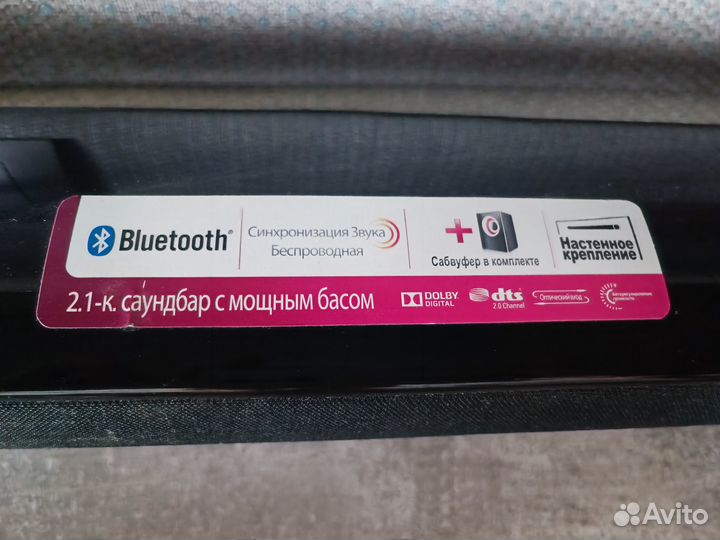 Bluetooth®
Синхронизация Звука
Беспроводная
+
Сабвуфер в комплекте
Настенное
крепление
2.1-к. саундбар с мощным басом
DOLBY
DIGITAL
dts
2.0 Channel
Оптический вход
Avito